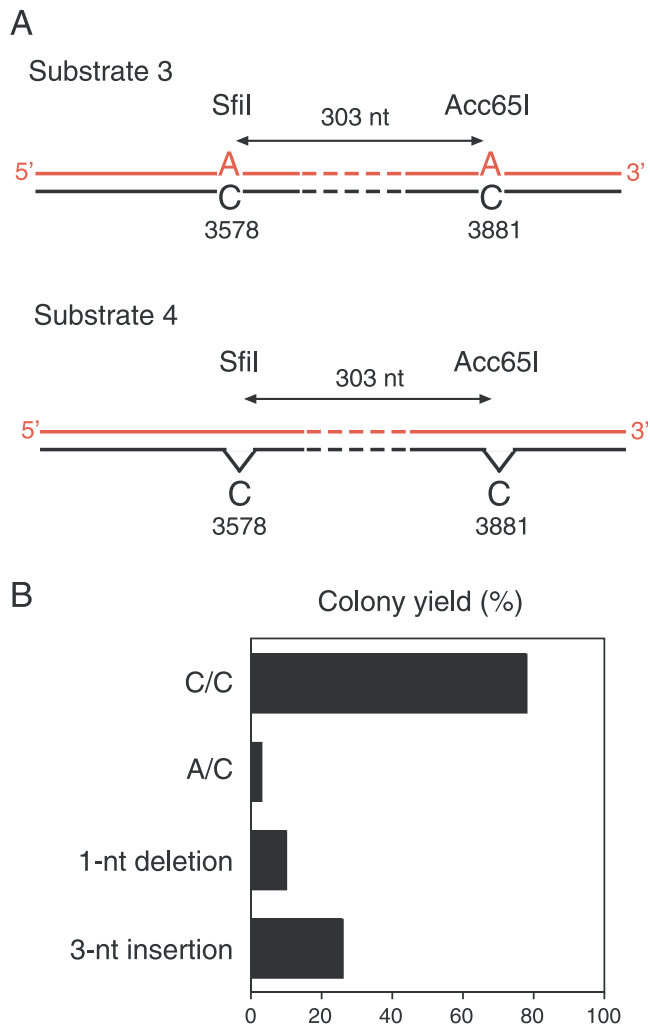 A
Substrate 3
SfiI Acc65I
303 nt
5’ A A 3’
C C
3578 3881
Substrate 4
SfiI Acc65I
303 nt
5’ 3’
C C
3578 3881
B
Colony yield (%)
C/C
A/C
1-nt deletion
3-nt insertion
0 20 40 60 80 100